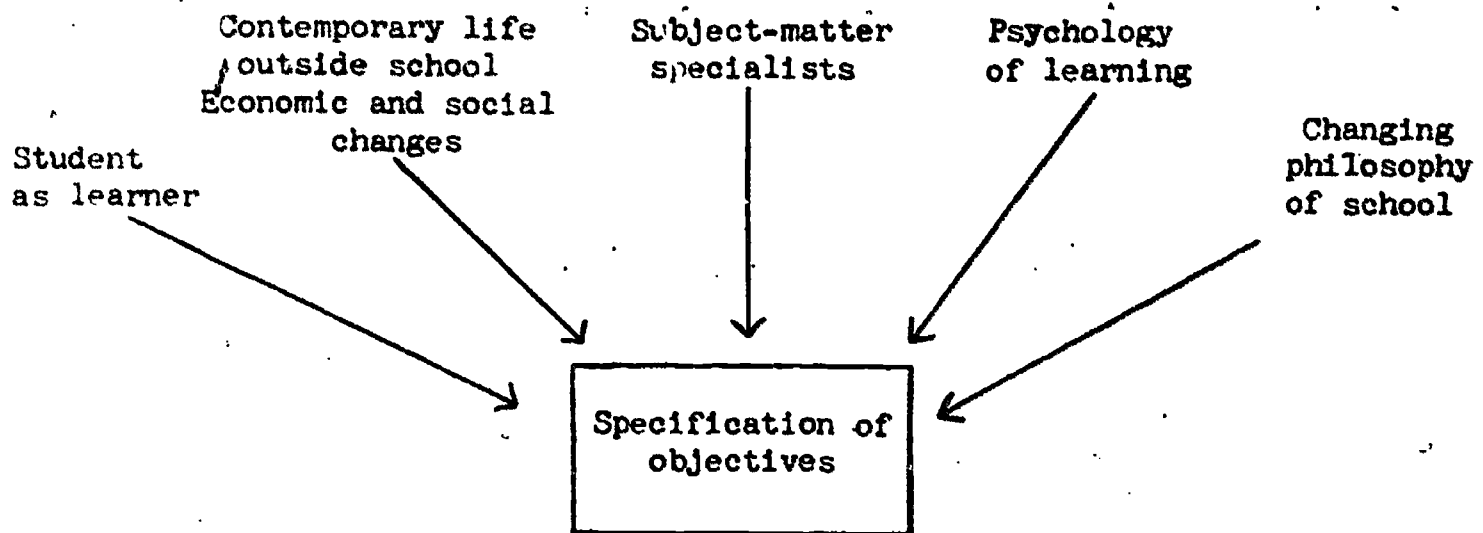 Student
as learner
Contemporary life
outside school
Economic and social
changes
Subject-matter
specialists
Psychology
of learning
Changing
philosophy
of school
Specification of
objectives